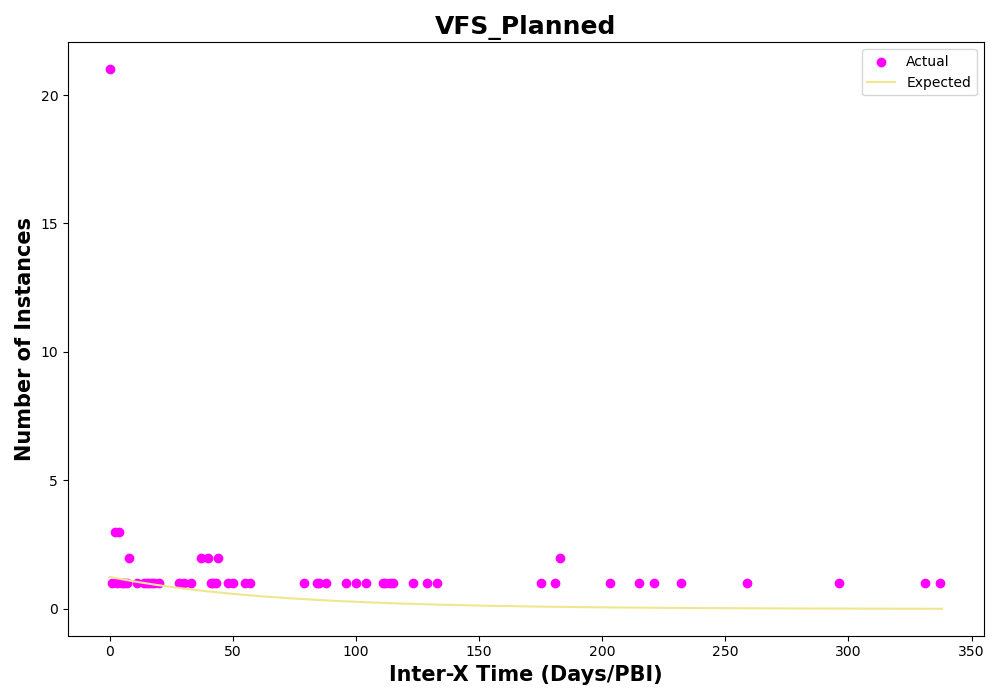 VFS_Planned
Actual
Expected
Number of Instances
20
15
10
5
0
0 50 100 150 200 250 300 350
Inter-X Time (Days/PBI)